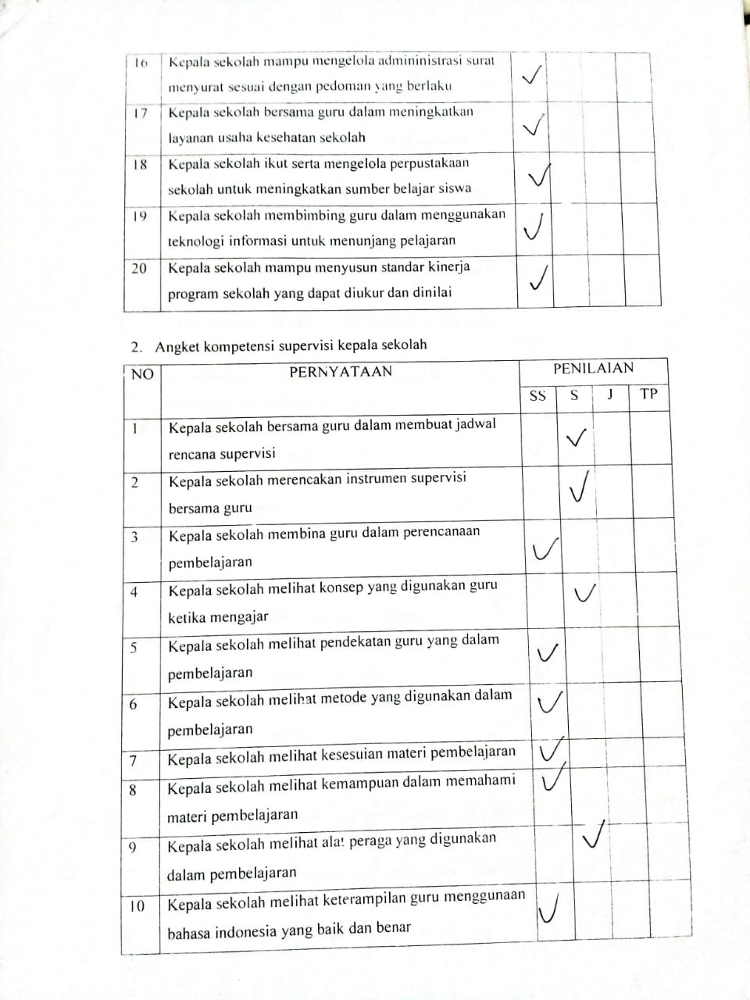 16 Kepala sekolah mampu mengelola admininistrasi surat ✓
menyurat sesuai dengan pedoman yang berlaku
17 Kepala sekolah bersama guru dalam meningkatkan ✓
layanan usaha kesehatan sekolah
18 Kepala sekolah ikut serta mengelola perpustakaan ✓
sekolah untuk meningkatkan sumber belajar siswa
19 Kepala sekolah membimbing guru dalam menggunakan ✓
teknologi informasi untuk menunjang pelajaran
20 Kepala sekolah mampu menyusun standar kinerja ✓
program sekolah yang dapat diukur dan dinilai
2. Angket kompetensi supervisi kepala sekolah
NO PERNYATAAN PENILAIAN
SS S J TP
1 Kepala sekolah bersama guru dalam membuat jadwal ✓
rencana supervisi
2 Kepala sekolah merencakan instrumen supervisi ✓
bersama guru
3 Kepala sekolah membina guru dalam perencanaan ✓
pembelajaran
4 Kepala sekolah melihat konsep yang digunakan guru ✓
ketika mengajar
5 Kepala sekolah melihat pendekatan guru yang dalam ✓
pembelajaran
6 Kepala sekolah melihat metode yang digunakan dalam ✓
pembelajaran
7 Kepala sekolah melihat kesesuian materi pembelajaran ✓
8 Kepala sekolah melihat kemampuan dalam memahami ✓
materi pembelajaran
9 Kepala sekolah melihat alat peraga yang digunakan ✓
dalam pembelajaran
10 Kepala sekolah melihat keterampilan guru menggunaan ✓
bahasa indonesia yang baik dan benar